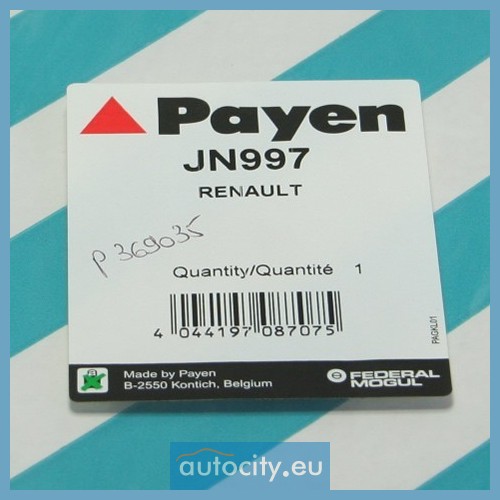 Payen
JN997
RENAULT
P 369035
Quantity/Quantité 1
4 044197 087075
PAGKL01
Made by Payen
B-2550 Kontich, Belgium
FEDERAL
MOGUL
autocity.eu